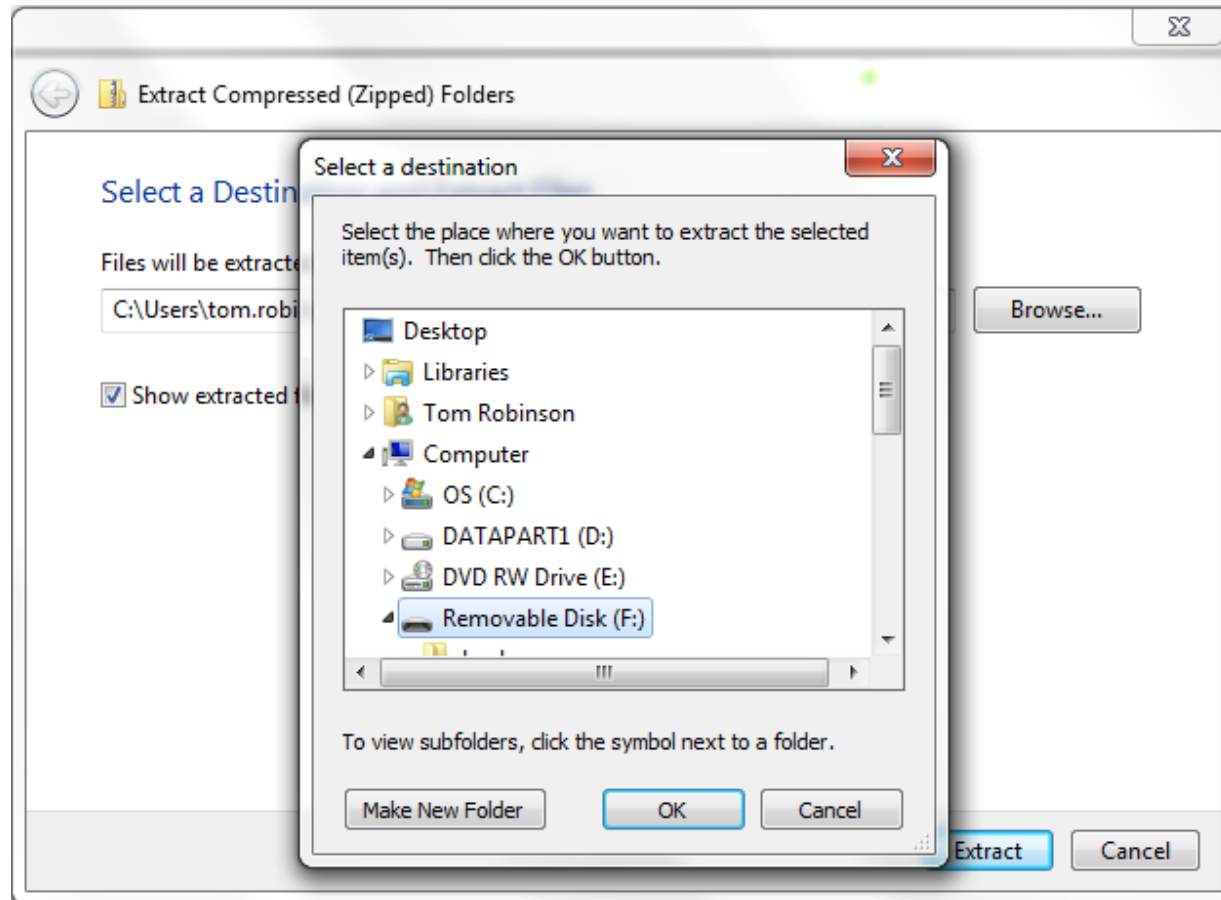 Extract Compressed (Zipped) Folders
Select a destination
Select a Destin
Select the place where you want to extract the selected
item(s). Then click the OK button.
Files will be extracte
C:\Users\tom.robi
Browse...
Show extracted
Desktop
Libraries
Tom Robinson
Computer
OS (C:)
DATAPART1 (D:)
DVD RW Drive (E:)
Removable Disk (F:)
To view subfolders, click the symbol next to a folder.
Make New Folder
OK
Cancel
Extract
Cancel